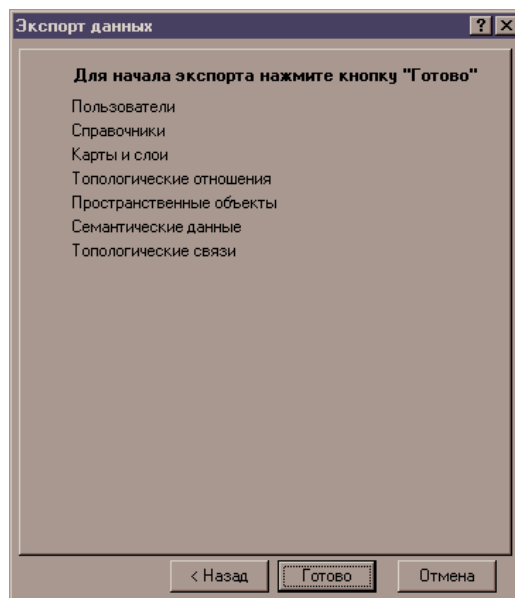 Экспорт данных
Для начала экспорта нажмите кнопку "Готово"
Пользователи
Справочники
Карты и слои
Топологические отношения
Пространственные объекты
Семантические данные
Топологические связи
< Назад Готово Отмена